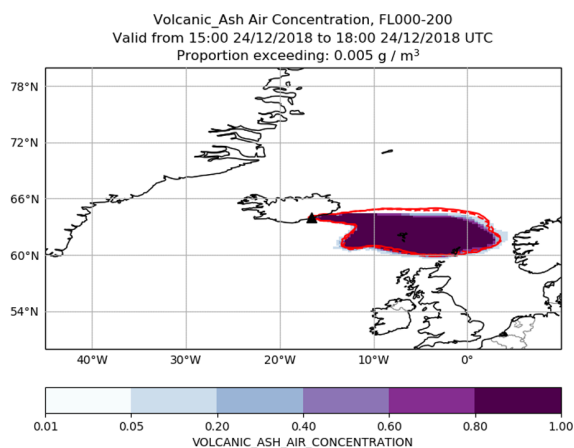 Volcanic_Ash Air Concentration, FL000-200
Valid from 15:00 24/12/2018 to 18:00 24/12/2018 UTC
Proportion exceeding: 0.005 g / m³
78°N
72°N
66°N
60°N
54°N
40°W 30°W 20°W 10°W 0°
0.01 0.05 0.20 0.40 0.60 0.80 1.00
VOLCANIC_ASH_AIR_CONCENTRATION